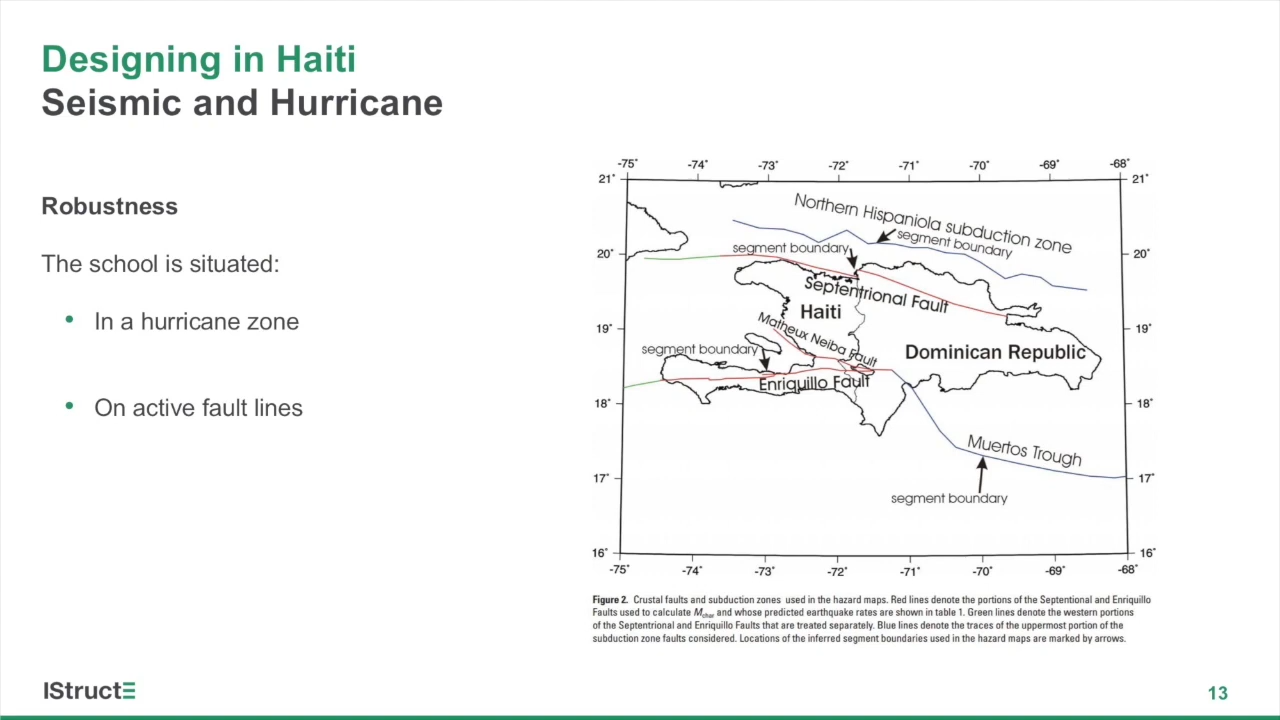 Designing in Haiti
Seismic and Hurricane
Robustness
The school is situated:
• In a hurricane zone
• On active fault lines
-75˚ -74˚ -73˚ -72˚ -71˚ -70˚ -69˚ -68˚
21˚ 21˚
Northern Hispaniola subduction zone
segment boundary
segment boundary
20˚ 20˚
Septentrional Fault
Haiti
19˚ 19˚
Matheux Neiba Fault
segment boundary
Dominican Republic
Enriquillo Fault
18˚ 18˚
Muertos Trough
17˚ 17˚
segment boundary
16˚ 16˚
-75˚ -74˚ -73˚ -72˚ -71˚ -70˚ -69˚ -68˚
Figure 2. Crustal faults and subduction zones used in the hazard maps. Red lines denote the portions of the Septentional and Enriquillo
Faults used to calculate Mchar and whose predicted earthquake rates are shown in table 1. Green lines denote the western portions
of the Septentrional and Enriquillo Faults that are treated separately. Blue lines denote the traces of the uppermost portion of the
subduction zone faults considered. Locations of the inferred segment boundaries used in the hazard maps are marked by arrows.
IStructE
13